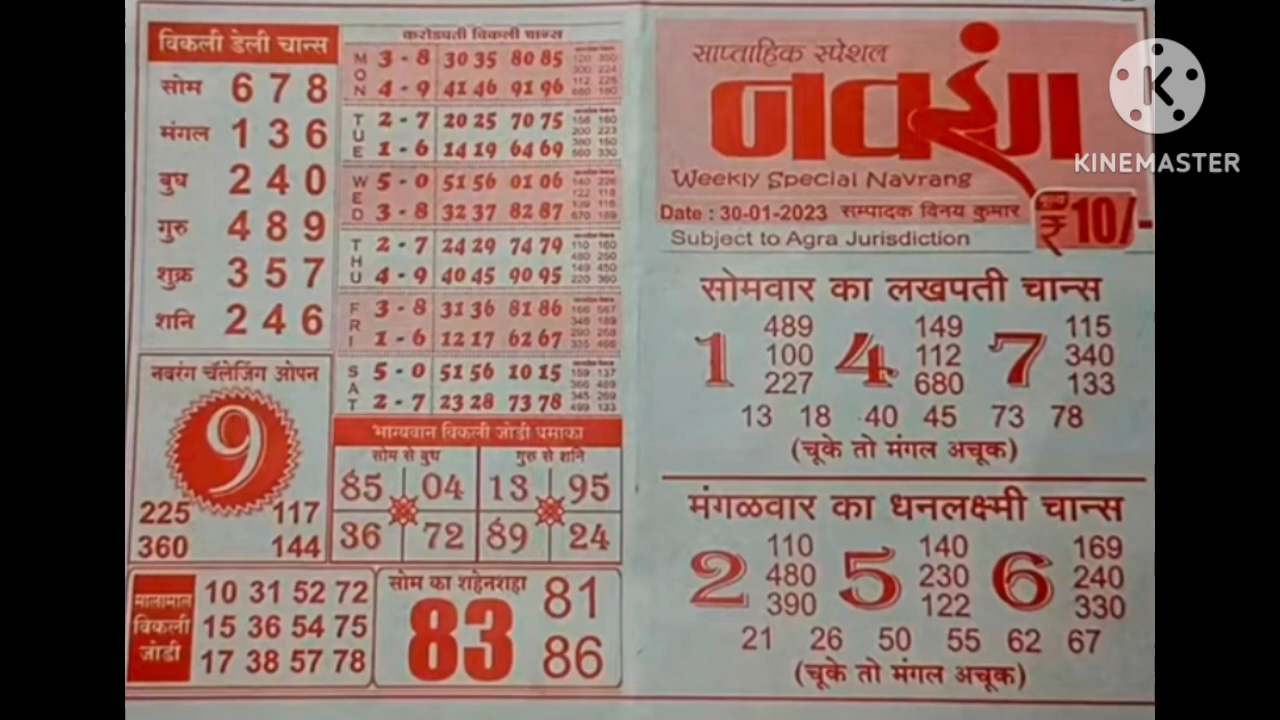 विकली डेली चान्स
सोम 6 7 8
मंगल 1 3 6
बुध 2 4 0
गुरु 4 8 9
शुक्र 3 5 7
शनि 2 4 6
करोडपती विकली चान्स
MON
3 - 8 30 35 80 85
4 - 9 41 46 91 96
TUE
2 - 7 20 25 70 75
1 - 6 14 19 64 69
WED
5 - 0 51 56 01 06
3 - 8 32 37 82 87
THU
2 - 7 24 29 74 79
4 - 9 40 45 90 95
FRI
3 - 8 31 36 81 86
1 - 6 12 17 62 67
SAT
5 - 0 51 56 10 15
2 - 7 23 28 73 78
नवरंग चॅलेजिंग ओपन
9
225 117
360 144
भाग्यवान विकली जोडी धमाका
सोम से बुध गुरु से शनि
85 04 13 95
36 72 89 24
मालामाल
विकली
जोडी
10 31 52 72
15 36 54 75
17 38 57 78
सोम का शहेनशहा
83
81
86
साप्ताहिक स्पेशल
नवरंग
Weekly Special Navrang
Date : 30-01-2023 सम्पादक विनय कुमार
₹10/-
Subject to Agra Jurisdiction
सोमवार का लखपती चान्स
1 489 100 227
4 149 112 680
7 115 340 133
13 18 40 45 73 78
(चूके तो मंगल अचूक)
मंगळवार का धनलक्ष्मी चान्स
2 110 480 390
5 140 230 122
6 169 240 330
21 26 50 55 62 67
(चूके तो मंगल अचूक)
KINEMASTER